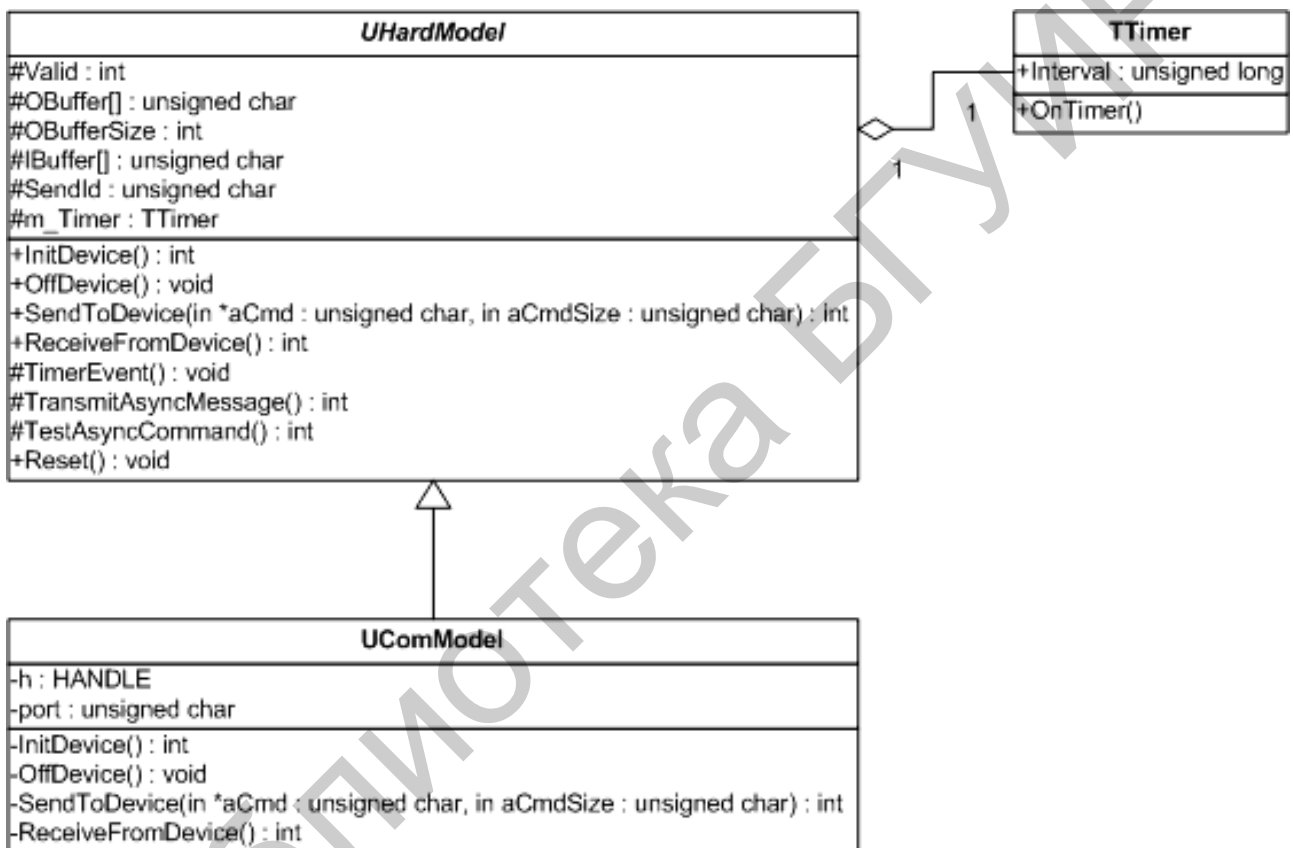 UHardModel
#Valid : int
#OBuffer[] : unsigned char
#OBufferSize : int
#IBuffer[] : unsigned char
#SendId : unsigned char
#m_Timer : TTimer
+InitDevice() : int
+OffDevice() : void
+SendToDevice(in *aCmd : unsigned char, in aCmdSize : unsigned char) : int
+ReceiveFromDevice() : int
#TimerEvent() : void
#TransmitAsyncMessage() : int
#TestAsyncCommand() : int
+Reset() : void
1
1
TTimer
+Interval : unsigned long
+OnTimer()
UComModel
-h : HANDLE
-port : unsigned char
-InitDevice() : int
-OffDevice() : void
-SendToDevice(in *aCmd : unsigned char, in aCmdSize : unsigned char) : int
-ReceiveFromDevice() : int